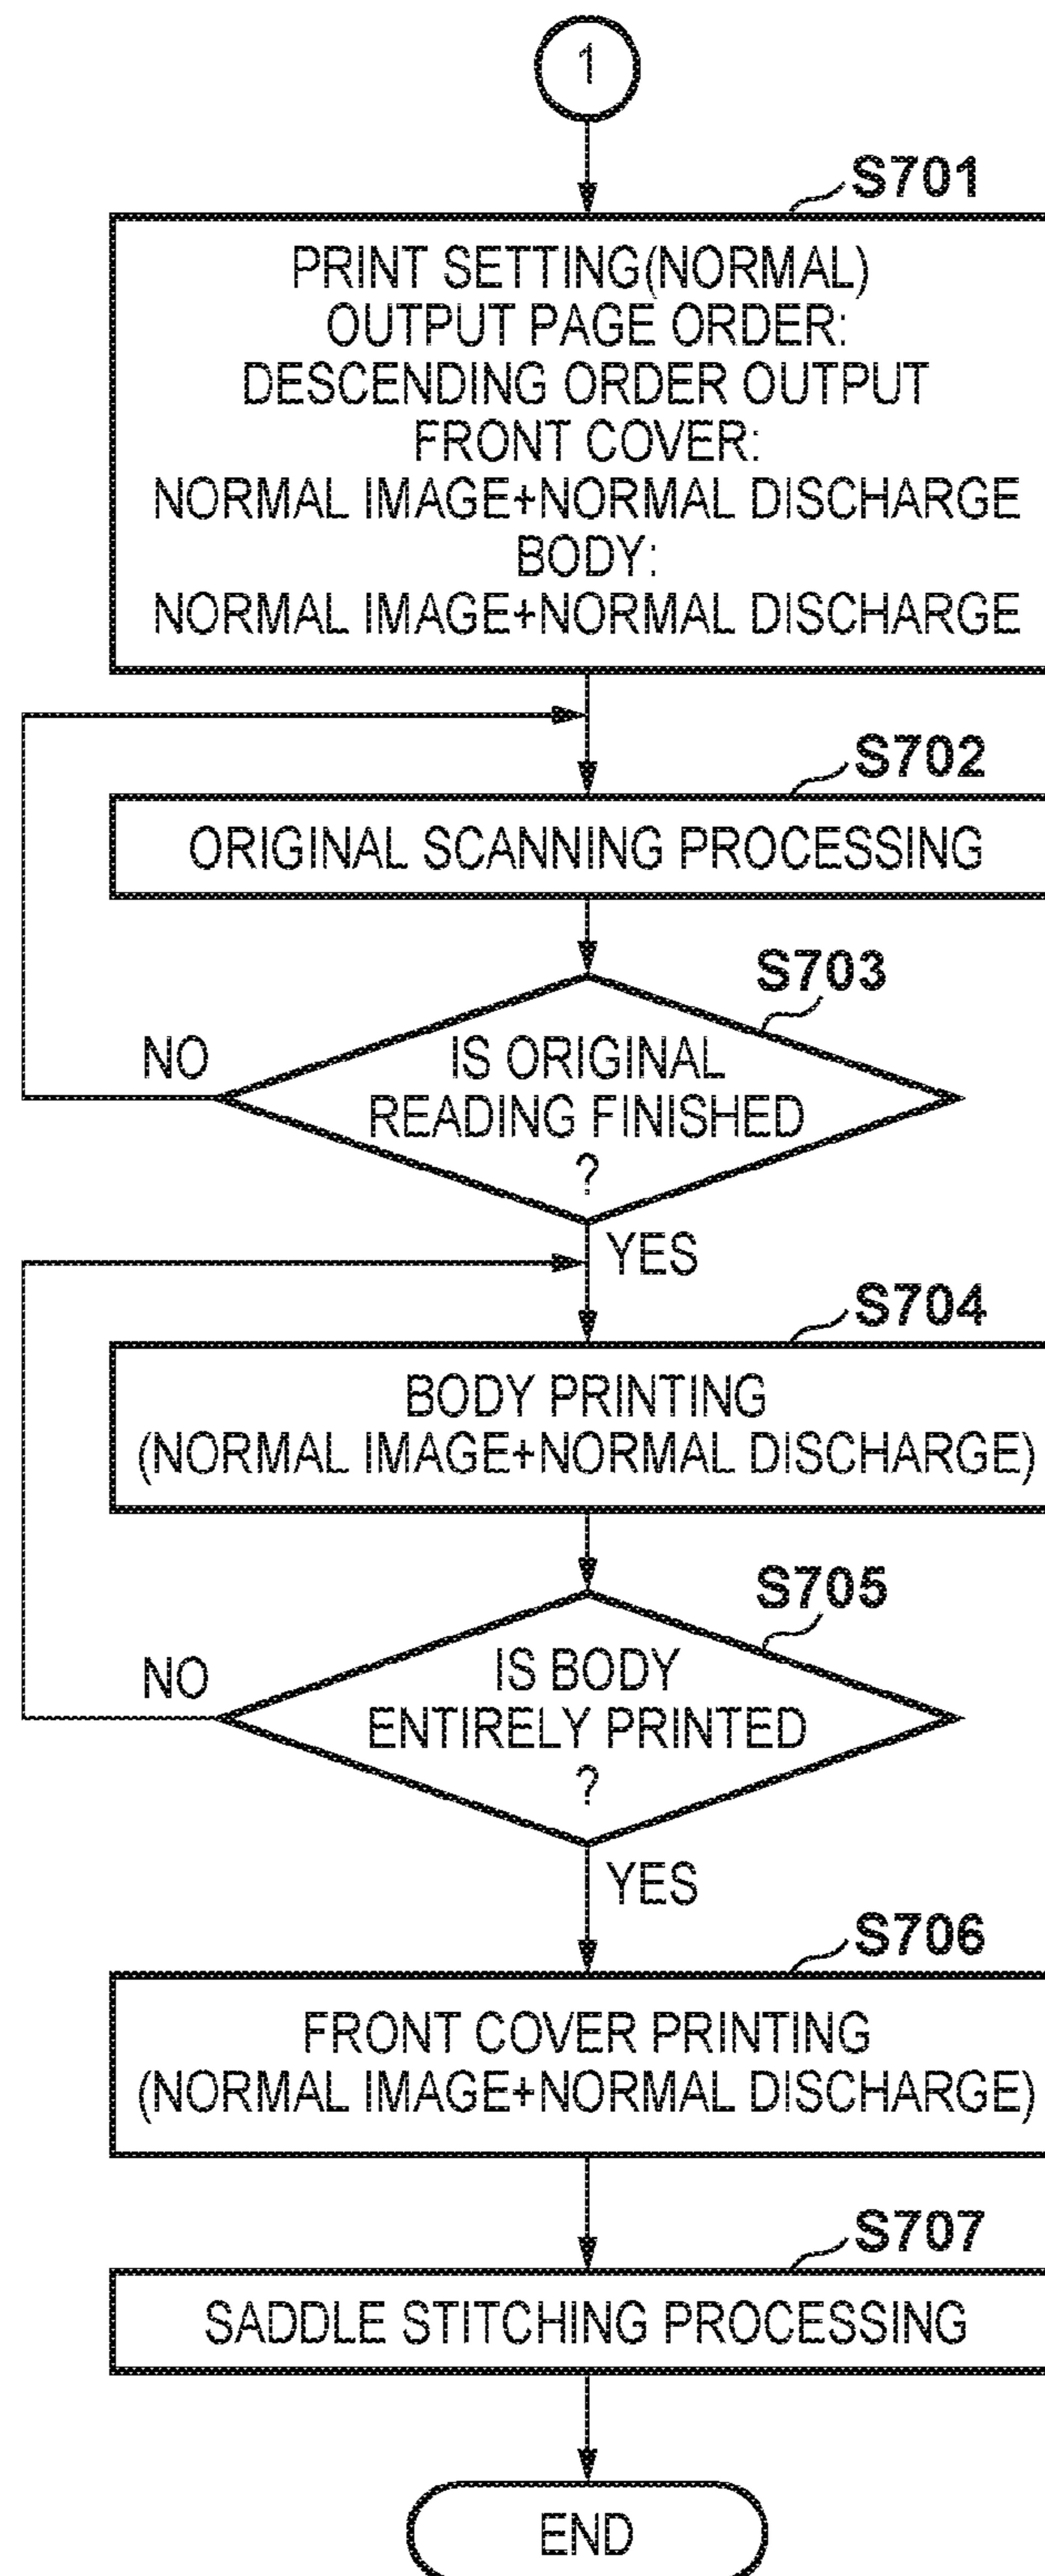 1
S701
PRINT SETTING(NORMAL)
OUTPUT PAGE ORDER:
DESCENDING ORDER OUTPUT
FRONT COVER:
NORMAL IMAGE+NORMAL DISCHARGE
BODY:
NORMAL IMAGE+NORMAL DISCHARGE
S702
ORIGINAL SCANNING PROCESSING
S703
NO
IS ORIGINAL
READING FINISHED
?
YES
S704
BODY PRINTING
(NORMAL IMAGE+NORMAL DISCHARGE)
S705
NO
IS BODY
ENTIRELY PRINTED
?
YES
S706
FRONT COVER PRINTING
(NORMAL IMAGE+NORMAL DISCHARGE)
S707
SADDLE STITCHING PROCESSING
END